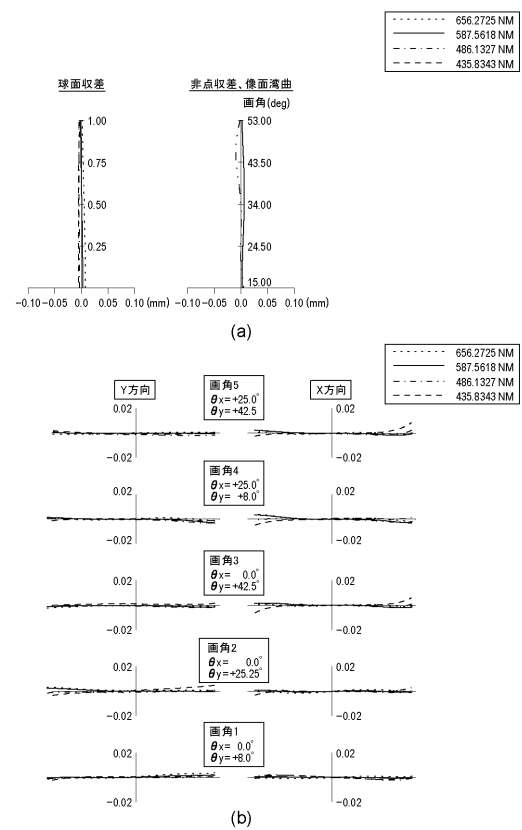 656.2725 NM
587.5618 NM
486.1327 NM
435.8343 NM
球面収差
非点収差、像面湾曲
画角(deg)
1.00
53.00
0.75
43.50
0.50
34.00
0.25
24.50
15.00
-0.10 -0.05 0.0 0.05 0.10 (mm)
-0.10 -0.05 0.0 0.05 0.10 (mm)
(a)
656.2725 NM
587.5618 NM
486.1327 NM
435.8343 NM
Y方向
画角5
θx=+25.0°
θy=+42.5
X方向
0.02
0.02
-0.02
-0.02
画角4
θx=+25.0°
θy= +8.0°
0.02
0.02
-0.02
-0.02
画角3
θx= 0.0°
θy=+42.5°
0.02
0.02
-0.02
-0.02
画角2
θx= 0.0°
θy=+25.25°
0.02
0.02
-0.02
-0.02
画角1
θx= 0.0°
θy=+8.0°
0.02
0.02
-0.02
-0.02
(b)